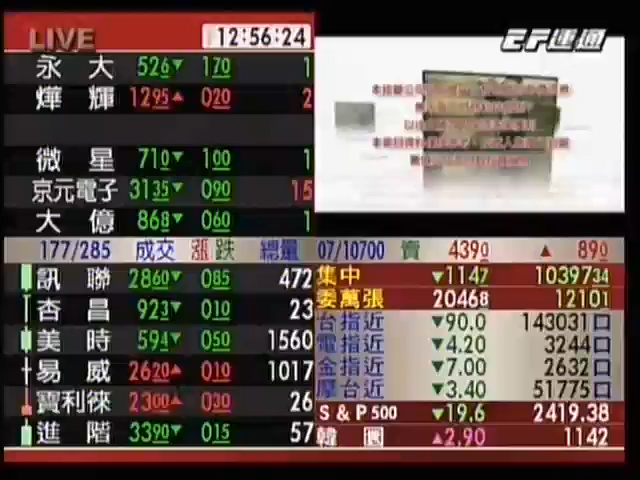 LIVE 12:56:24
永大 526▼ 170 1
燁輝 1295▲ 020 2
微星 710▼ 100 1
京元電子 3135▼ 090 15
大億 868▼ 060 1
177/285 成交 漲跌 總量
訊聯 2860▼ 085 472
杏昌 923▼ 010 23
美時 594▼ 050 1560
易威 2620▲ 010 1017
寶利徠 2300▲ 030 26
進階 3390▼ 015 57
EF運通
07/10700 賣 4390 ▲ 890
集中 ▼1147 1039734
委萬張 20468 12101
台指近 ▼90.0 143031口
電指近 ▼4.20 3244口
金指近 ▼7.00 2632口
摩台近 ▼3.40 51775口
S&P500 ▼19.6 2419.38
韓圜 ▲2.90 1142